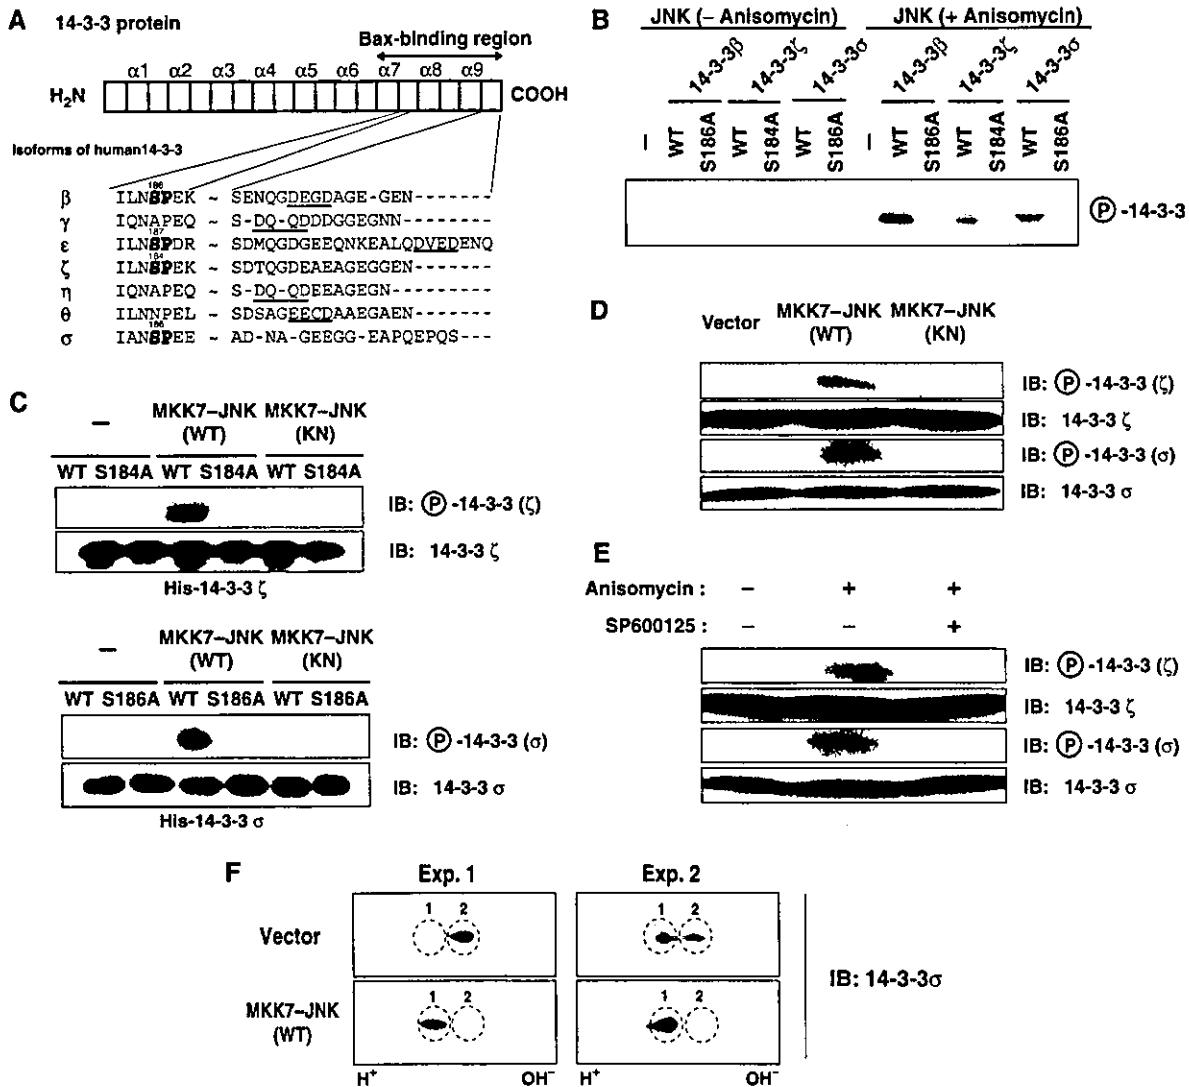 A
14-3-3 protein
Bax-binding region
α1 α2 α3 α4 α5 α6 α7 α8 α9
H₂N COOH
Isoforms of human14-3-3
186
β ILNSPEK ~ SENQGDEGDAGE-GEN-------
γ IQNAPEQ ~ S-DQ-QDDDGGEGNN---------
187
ε ILNSPDR ~ SDMQGDGEEQNKEALQDVEDENQ
184
ζ ILNSPEK ~ SDTQGDEAEAGEGGEN-------
η IQNAPEQ ~ S-DQ-QDEEAGEGN---------
θ ILNNPEL ~ SDSAGEECDAAEGAEN-------
186
σ IANSPEE ~ AD-NA-GEEGG-EAPQEPQS---
B
JNK (– Anisomycin) JNK (+ Anisomycin)
14-3-3β 14-3-3ζ 14-3-3σ 14-3-3β 14-3-3ζ 14-3-3σ
– WT S186A WT S184A WT S186A – WT S186A WT S184A WT S186A
P -14-3-3
C
– MKK7–JNK (WT) MKK7–JNK (KN)
WT S184A WT S184A WT S184A
IB: P -14-3-3 (ζ)
IB: 14-3-3 ζ
His-14-3-3 ζ
– MKK7–JNK (WT) MKK7–JNK (KN)
WT S186A WT S186A WT S186A
IB: P -14-3-3 (σ)
IB: 14-3-3 σ
His-14-3-3 σ
D
Vector MKK7–JNK (WT) MKK7–JNK (KN)
IB: P -14-3-3 (ζ)
IB: 14-3-3 ζ
IB: P -14-3-3 (σ)
IB: 14-3-3 σ
E
Anisomycin : – + +
SP600125 : – – +
IB: P -14-3-3 (ζ)
IB: 14-3-3 ζ
IB: P -14-3-3 (σ)
IB: 14-3-3 σ
F
Exp. 1 Exp. 2
Vector
1 2 1 2
MKK7–JNK
(WT)
1 2 1 2
IB: 14-3-3σ
H⁺ OH⁻ H⁺ OH⁻